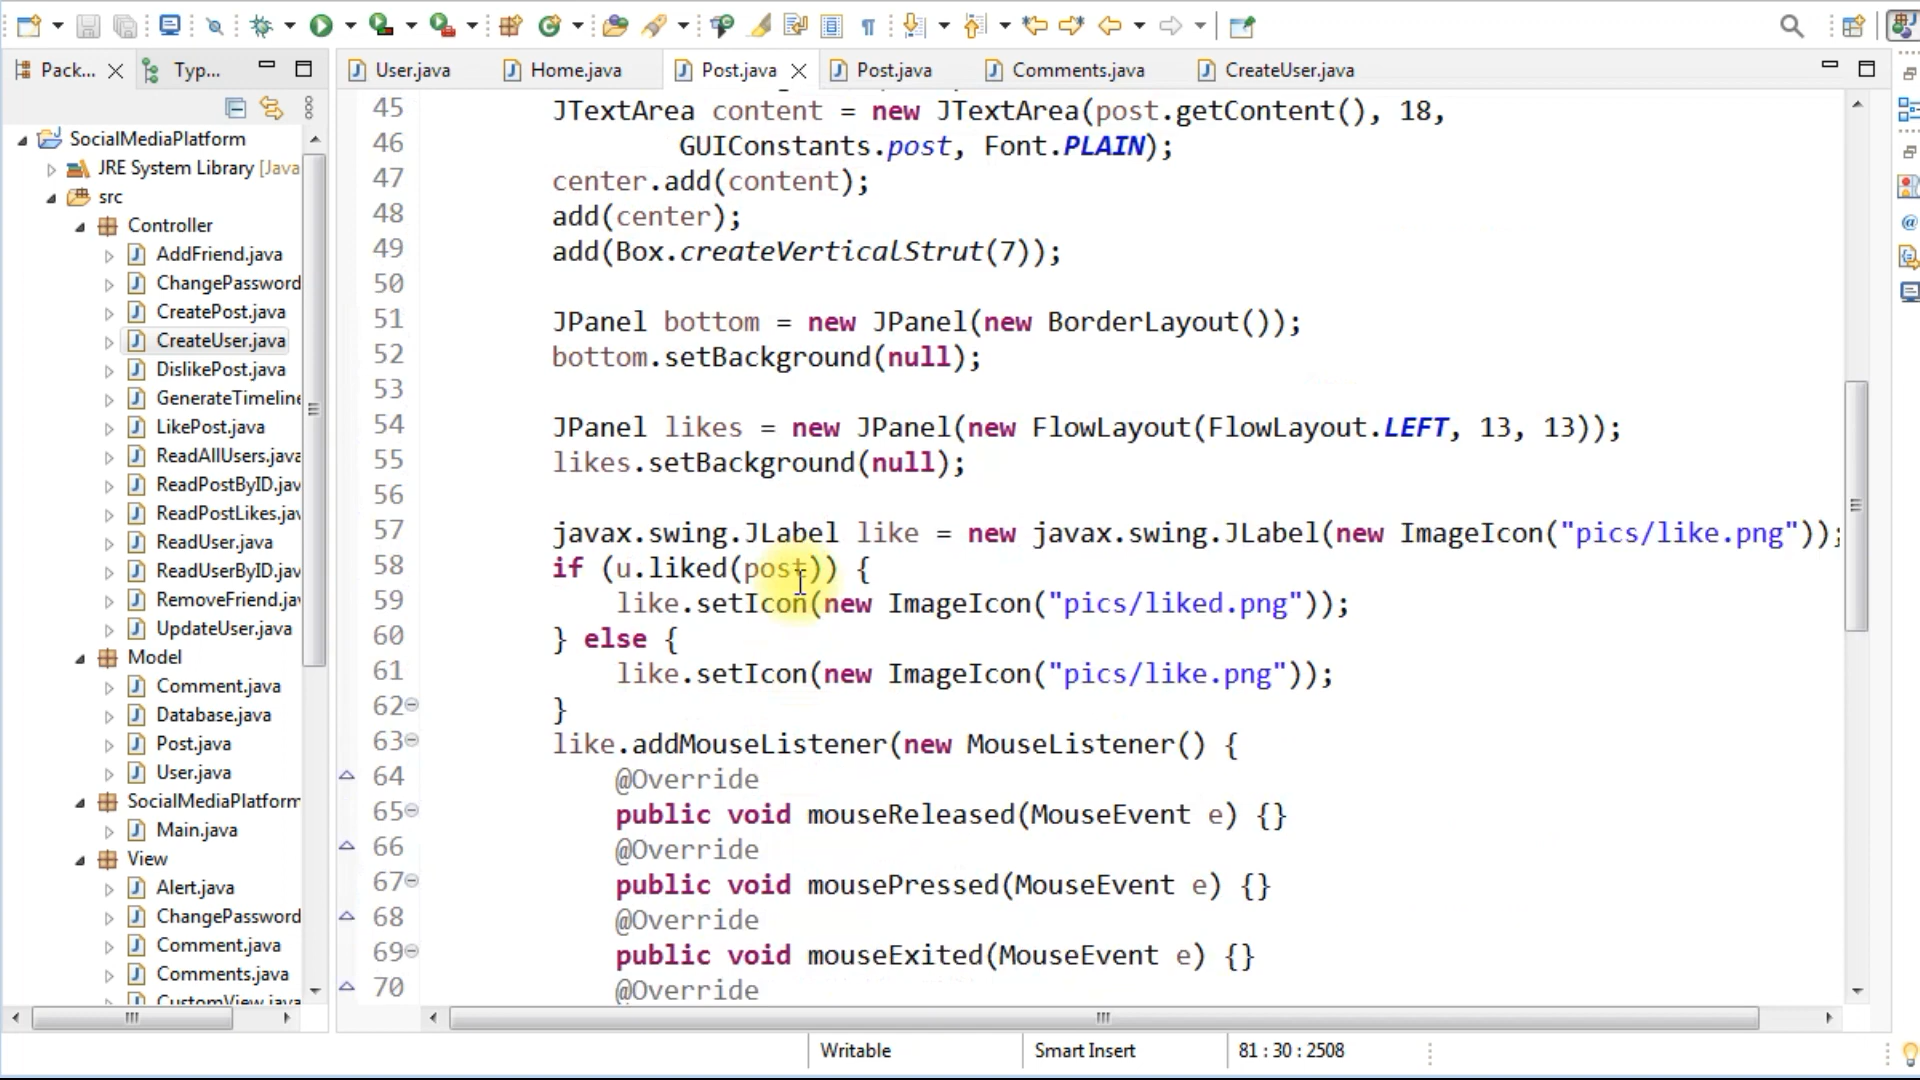 Pack...
Typ...
User.java
Home.java
Post.java
Post.java
Comments.java
CreateUser.java
SocialMediaPlatform
JRE System Library [Java
src
Controller
AddFriend.java
ChangePassword
CreatePost.java
CreateUser.java
DislikePost.java
GenerateTimeline
LikePost.java
ReadAllUsers.java
ReadPostByID.jav
ReadPostLikes.jav
ReadUser.java
ReadUserByID.jav
RemoveFriend.jav
UpdateUser.java
Model
Comment.java
Database.java
Post.java
User.java
SocialMediaPlatform
Main.java
View
Alert.java
ChangePassword
Comment.java
Comments.java
CustomView.java
45 JTextArea content = new JTextArea(post.getContent(), 18,
46 GUIConstants.post, Font.PLAIN);
47 center.add(content);
48 add(center);
49 add(Box.createVerticalStrut(7));
50
51 JPanel bottom = new JPanel(new BorderLayout());
52 bottom.setBackground(null);
53
54 JPanel likes = new JPanel(new FlowLayout(FlowLayout.LEFT, 13, 13));
55 likes.setBackground(null);
56
57 javax.swing.JLabel like = new javax.swing.JLabel(new ImageIcon("pics/like.png"));
58 if (u.liked(post)) {
59 like.setIcon(new ImageIcon("pics/liked.png"));
60 } else {
61 like.setIcon(new ImageIcon("pics/like.png"));
62 }
63 like.addMouseListener(new MouseListener() {
64 @Override
65 public void mouseReleased(MouseEvent e) {}
66 @Override
67 public void mousePressed(MouseEvent e) {}
68 @Override
69 public void mouseExited(MouseEvent e) {}
70 @Override
Writable
Smart Insert
81 : 30 : 2508